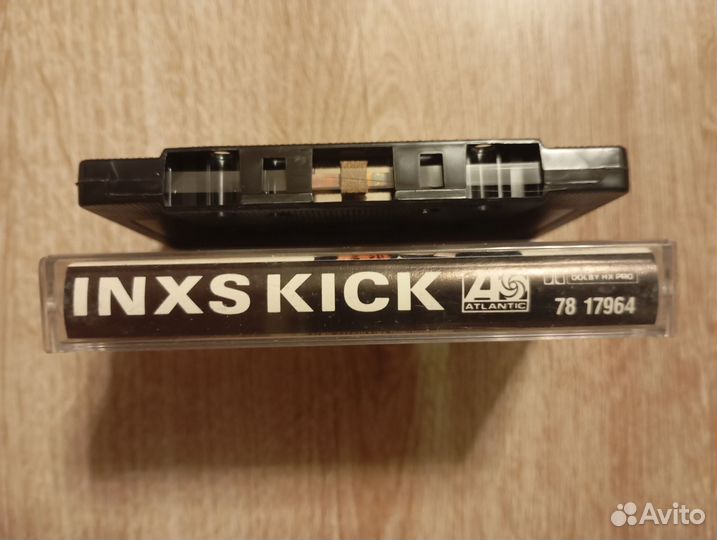 INXS KICK
ATLANTIC
DOLBY HX PRO
78 17964
Avito